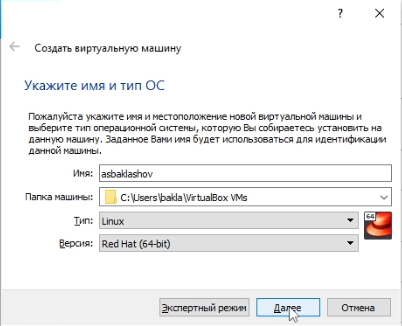 ?
Создать виртуальную машину
Укажите имя и тип ОС
Пожалуйста укажите имя и местоположение новой виртуальной машины и
выберите тип операционной системы, которую Вы собираетесь установить на
данную машину. Заданное Вами имя будет использоваться для идентификации
данной машины.
Имя: asbaklashov
Папка машины: C:\Users\bakla\VirtualBox VMs
Тип: Linux
64
Версия: Red Hat (64-bit)
Экспертный режим Далее Отмена